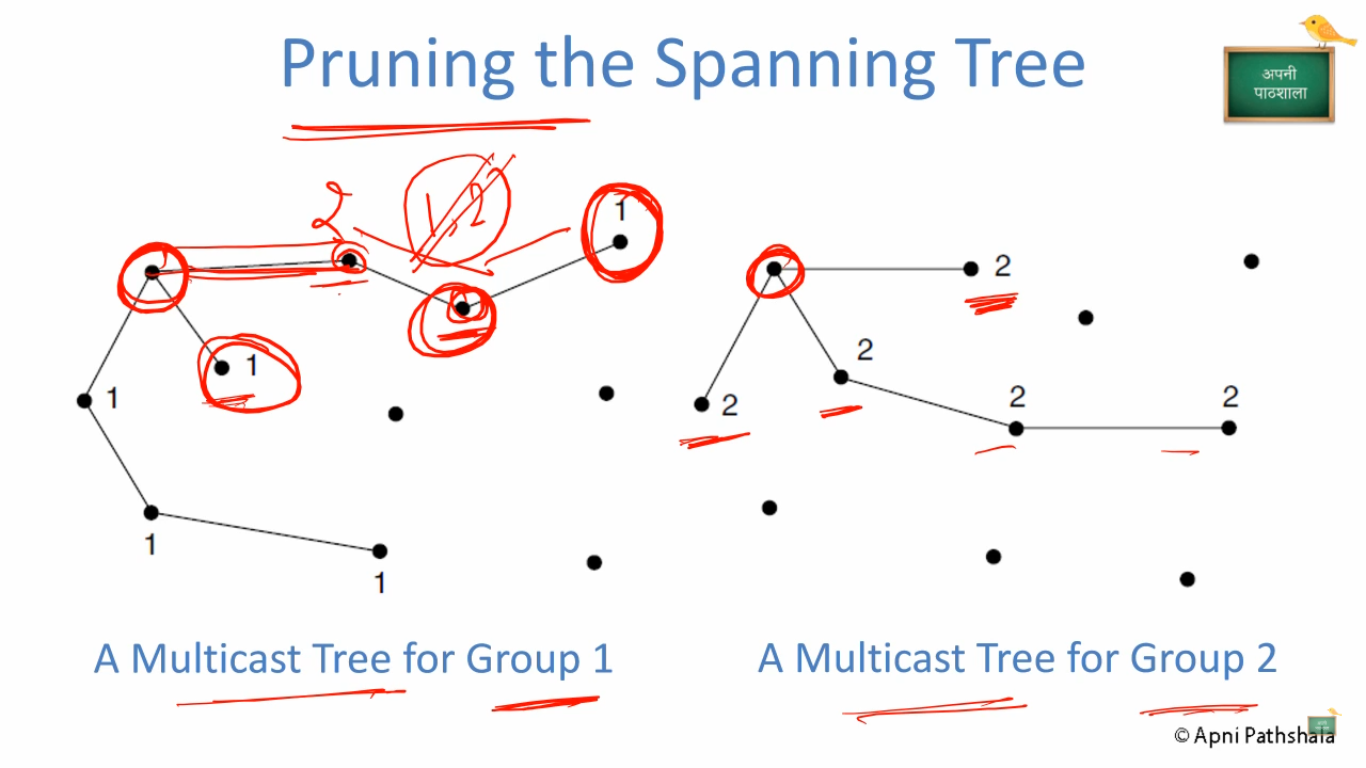 Pruning the Spanning Tree
अपनी
पाठशाला
2
1,2
1
1
1
1
1
2
2
2
2
2
A Multicast Tree for Group 1
A Multicast Tree for Group 2
© Apni Pathshala